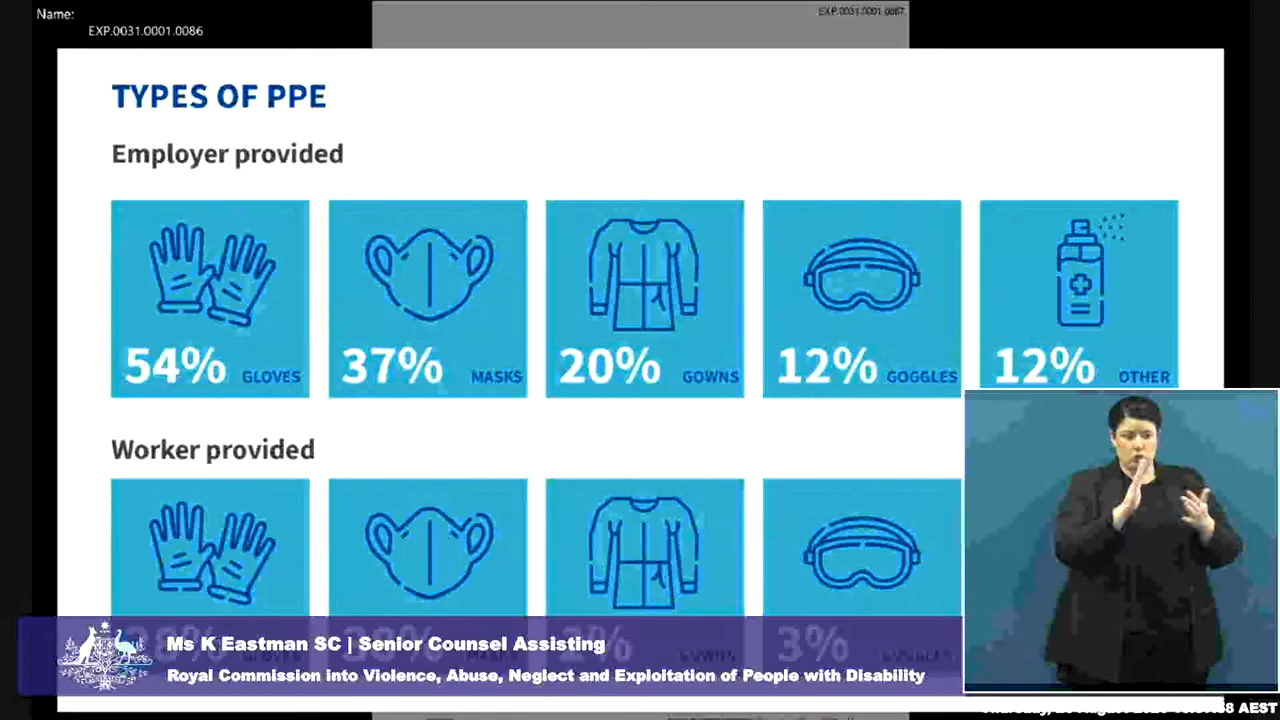 Name:
EXP.0031.0001.0086
EXP.0031.0001.0087
TYPES OF PPE
Employer provided
54% GLOVES
37% MASKS
20% GOWNS
12% GOGGLES
12% OTHER
Worker provided
3% GOGGLES
Ms K Eastman SC | Senior Counsel Assisting
Royal Commission into Violence, Abuse, Neglect and Exploitation of People with Disability
AEST